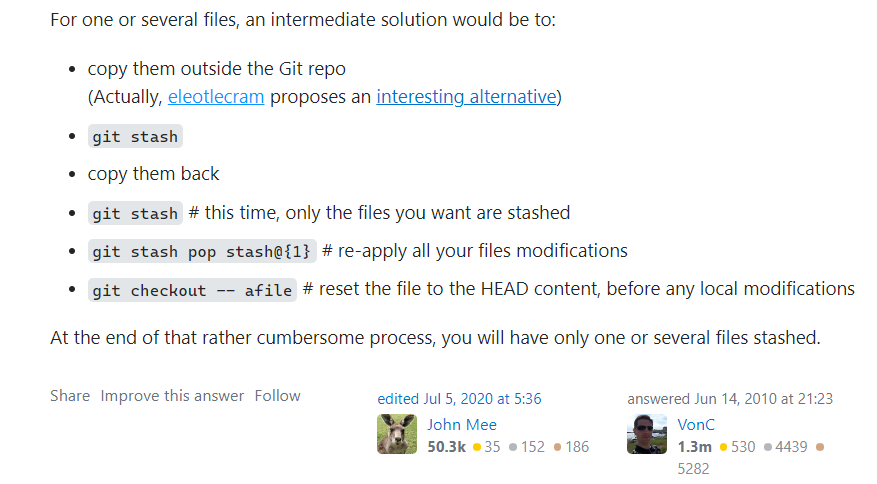 For one or several files, an intermediate solution would be to:
copy them outside the Git repo
(Actually, eleotlecram proposes an interesting alternative)
git stash
copy them back
git stash # this time, only the files you want are stashed
git stash pop stash@{1} # re-apply all your files modifications
git checkout -- afile # reset the file to the HEAD content, before any local modifications
At the end of that rather cumbersome process, you will have only one or several files stashed.
Share Improve this answer Follow
edited Jul 5, 2020 at 5:36
John Mee
50.3k 35 152 186
answered Jun 14, 2010 at 21:23
VonC
1.3m 530 4439
5282